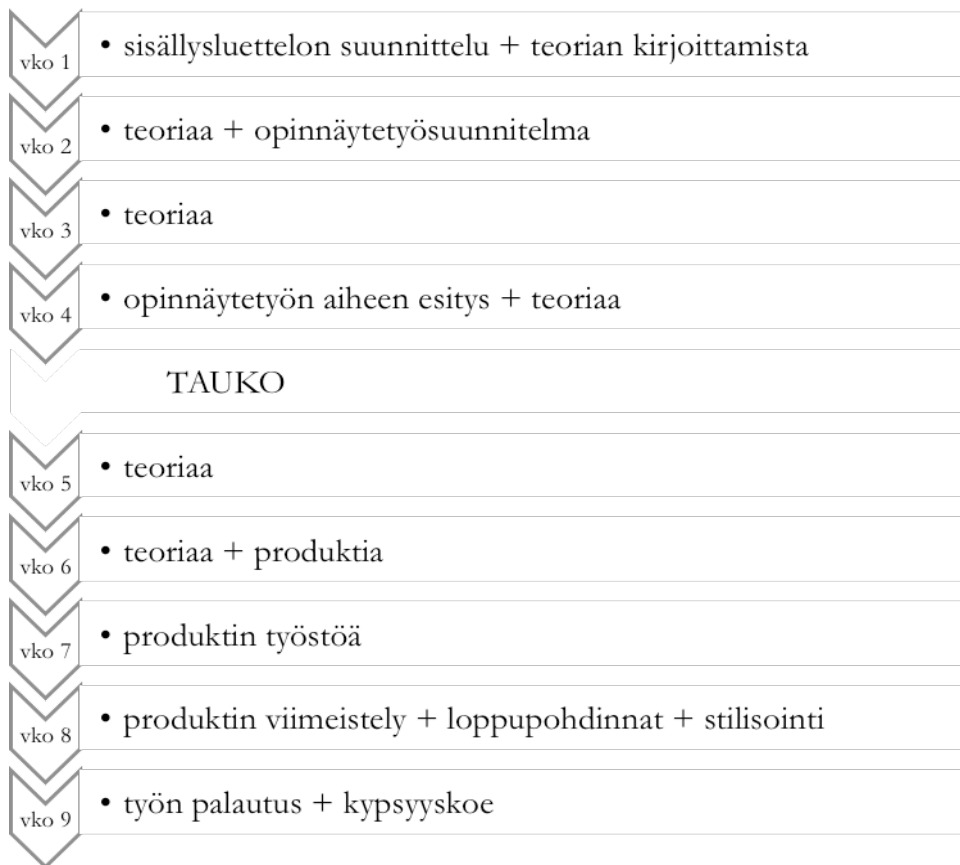 vko 1 • sisällysluettelon suunnittelu + teorian kirjoittamista
vko 2 • teoriaa + opinnäytetyösuunnitelma
vko 3 • teoriaa
vko 4 • opinnäytetyön aiheen esitys + teoriaa
TAUKO
vko 5 • teoriaa
vko 6 • teoriaa + produktia
vko 7 • produktin työstöä
vko 8 • produktin viimeistely + loppupohdinnat + stilisointi
vko 9 • työn palautus + kypsyyskoe